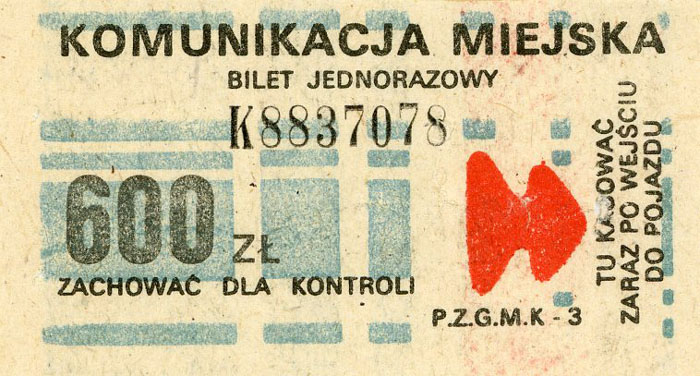 KOMUNIKACJA MIEJSKA
BILET JEDNORAZOWY
K8837078
600 ZŁ
ZACHOWAĆ DLA KONTROLI
P.Z.G.M.K - 3
TU KASOWAĆ
ZARAZ PO WEJŚCIU
DO POJAZDU